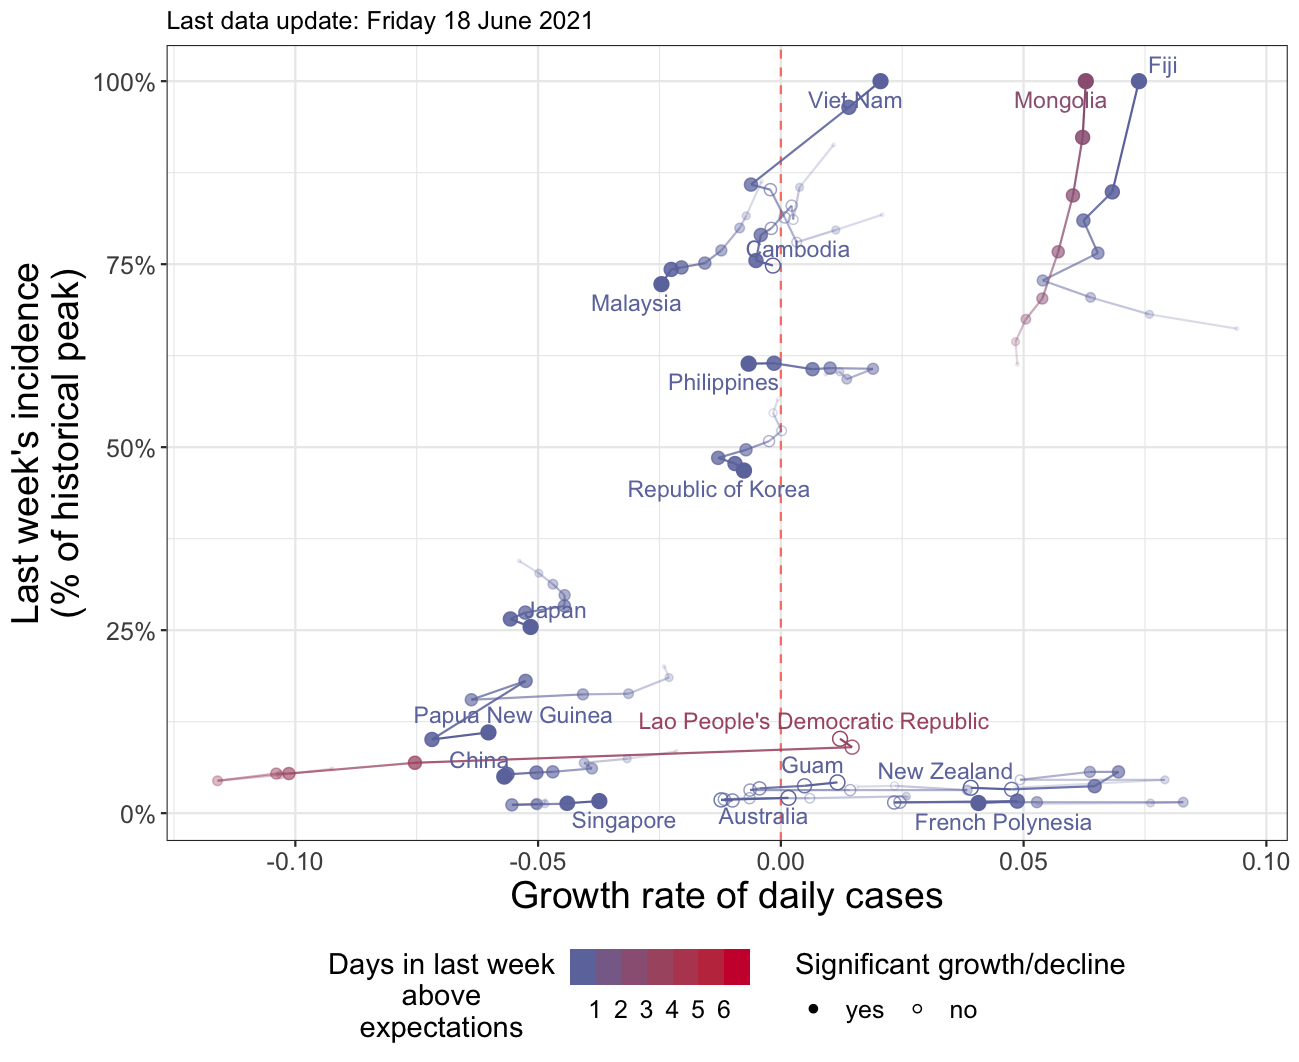 Last data update: Friday 18 June 2021
Last week's incidence
(% of historical peak)
100%
75%
50%
25%
0%
Fiji
Viet Nam
Mongolia
Cambodia
Malaysia
Philippines
Republic of Korea
Japan
Papua New Guinea
Lao People's Democratic Republic
China
Guam
New Zealand
Singapore
Australia
French Polynesia
-0.10 -0.05 0.00 0.05 0.10
Growth rate of daily cases
Days in last week
above
expectations
1 2 3 4 5 6
Significant growth/decline
yes no